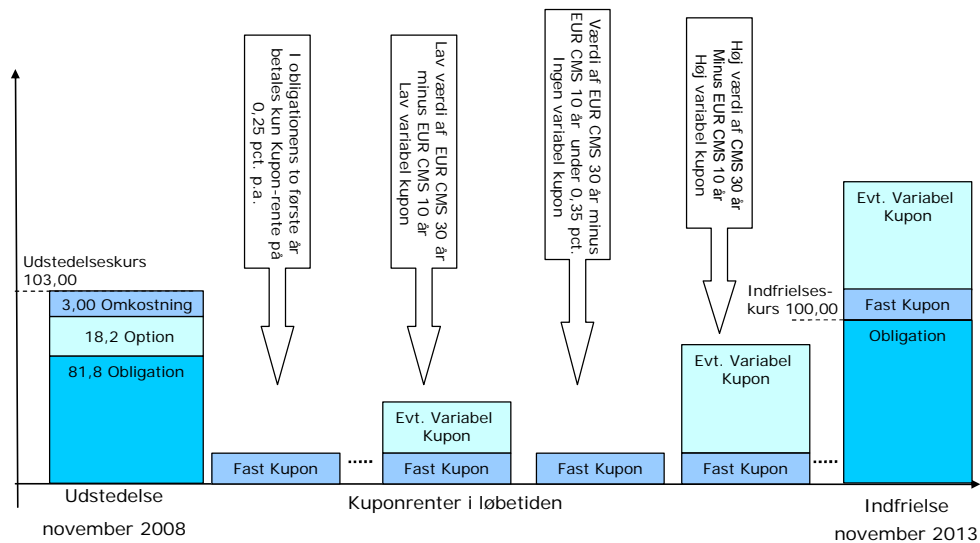 I obligationens to første år
betales kun Kupon-rente på
0,25 pct. p.a.
Lav værdi af EUR CMS 30 år
minus EUR CMS 10 år
Lav variabel kupon
Værdi af EUR CMS 30 år minus
EUR CMS 10 år under 0,35 pct.
Ingen variabel kupon
Høj værdi af CMS 30 år
Minus EUR CMS 10 år
Høj variabel kupon
Udstedelseskurs
103,00
3,00 Omkostning
18,2 Option
81,8 Obligation
Fast Kupon
.....
Evt. Variabel
Kupon
Fast Kupon
Fast Kupon
Evt. Variabel
Kupon
Fast Kupon
.....
Indfrielses-
kurs 100,00
Evt. Variabel
Kupon
Fast Kupon
Obligation
Udstedelse
november 2008
Kuponrenter i løbetiden
Indfrielse
november 2013